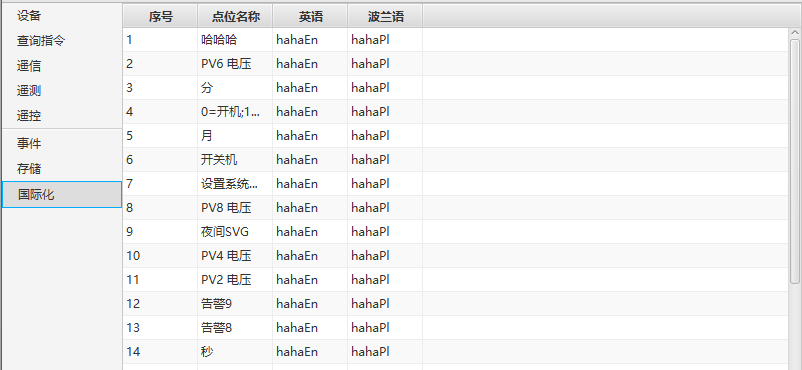 设备
查询指令
遥信
遥测
遥控
事件
存储
国际化
序号 点位名称 英语 波兰语
1 哈哈哈 hahaEn hahaPl
2 PV6 电压 hahaEn hahaPl
3 分 hahaEn hahaPl
4 0=开机;1... hahaEn hahaPl
5 月 hahaEn hahaPl
6 开关机 hahaEn hahaPl
7 设置系统... hahaEn hahaPl
8 PV8 电压 hahaEn hahaPl
9 夜间SVG hahaEn hahaPl
10 PV4 电压 hahaEn hahaPl
11 PV2 电压 hahaEn hahaPl
12 告警9 hahaEn hahaPl
13 告警8 hahaEn hahaPl
14 秒 hahaEn hahaPl